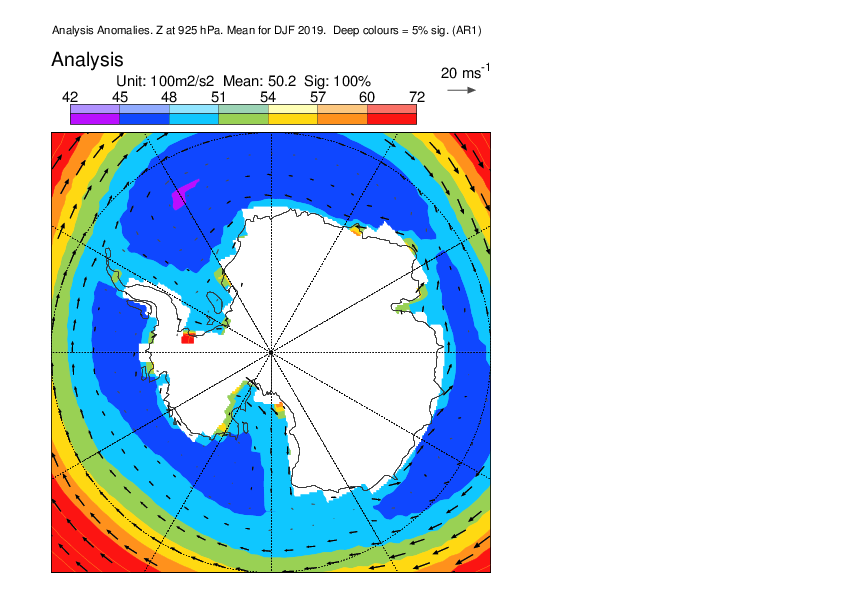 Analysis Anomalies. Z at 925 hPa. Mean for DJF 2019.  Deep colours = 5% sig. (AR1)
Analysis
20 ms-1
Unit: 100m2/s2  Mean: 50.2  Sig: 100%
42 45 48 51 54 57 60 72